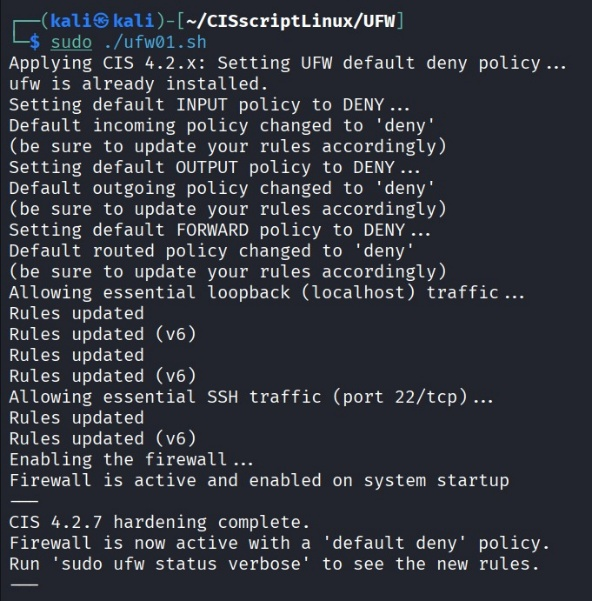 ┌──(kali㉿kali)-[~/CISscriptLinux/UFW]
└─$ sudo ./ufw01.sh
Applying CIS 4.2.x: Setting UFW default deny policy...
ufw is already installed.
Setting default INPUT policy to DENY...
Default incoming policy changed to 'deny'
(be sure to update your rules accordingly)
Setting default OUTPUT policy to DENY...
Default outgoing policy changed to 'deny'
(be sure to update your rules accordingly)
Setting default FORWARD policy to DENY...
Default routed policy changed to 'deny'
(be sure to update your rules accordingly)
Allowing essential loopback (localhost) traffic...
Rules updated
Rules updated (v6)
Rules updated
Rules updated (v6)
Allowing essential SSH traffic (port 22/tcp)...
Rules updated
Rules updated (v6)
Enabling the firewall...
Firewall is active and enabled on system startup
---
CIS 4.2.7 hardening complete.
Firewall is now active with a 'default deny' policy.
Run 'sudo ufw status verbose' to see the new rules.
---